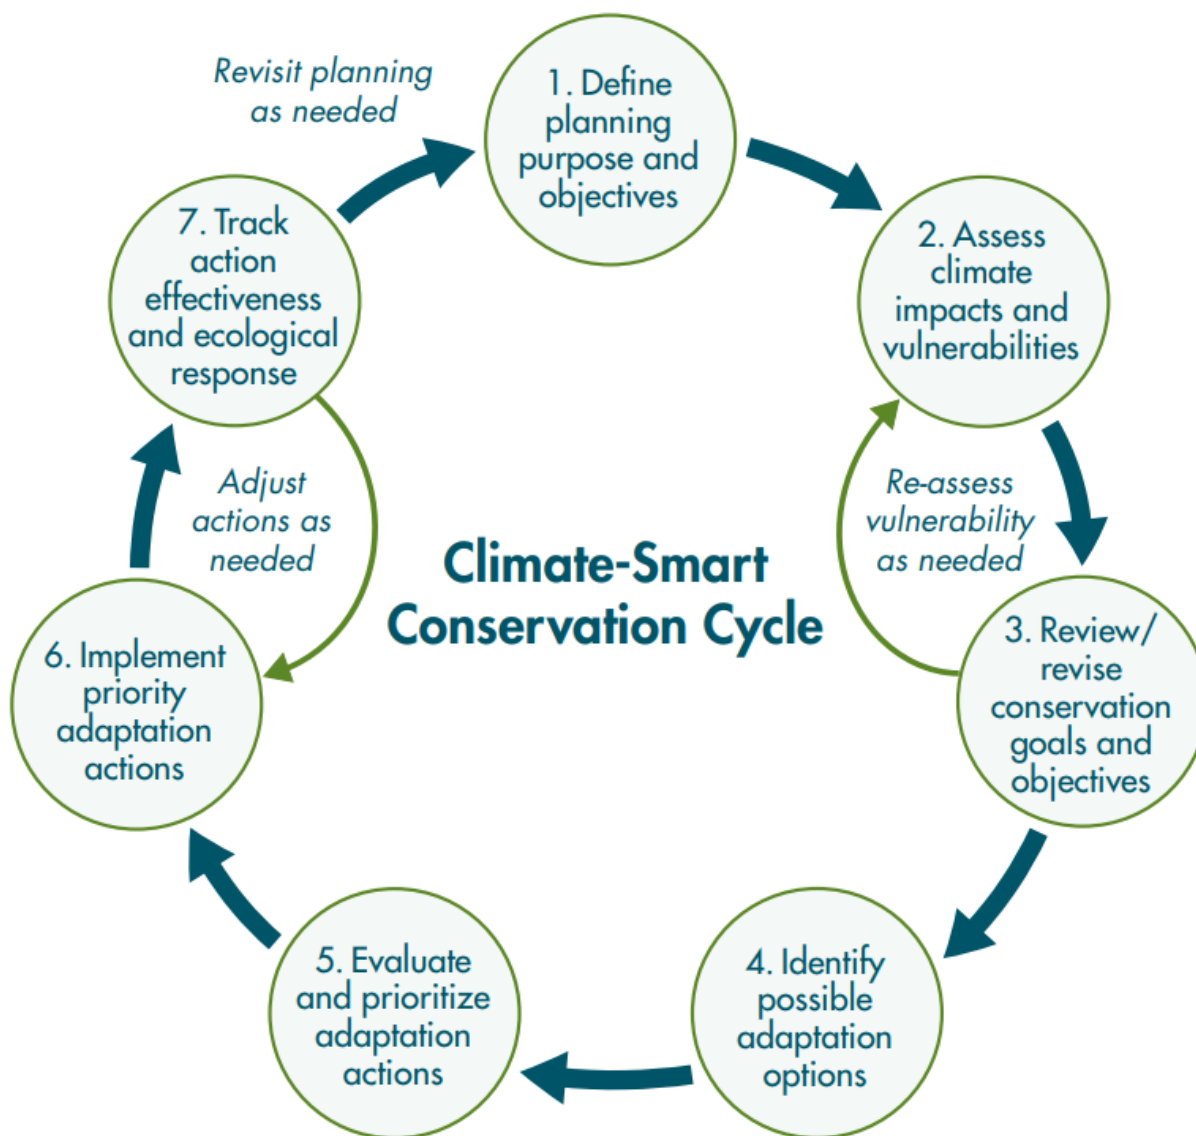 Revisit planning
as needed
1. Define
planning
purpose and
objectives
2. Assess
climate
impacts and
vulnerabilities
Re-assess
vulnerability
as needed
3. Review/
revise
conservation
goals and
objectives
4. Identify
possible
adaptation
options
5. Evaluate
and prioritize
adaptation
actions
6. Implement
priority
adaptation
actions
7. Track
action
effectiveness
and ecological
response
Adjust
actions as
needed
Climate-Smart
Conservation Cycle